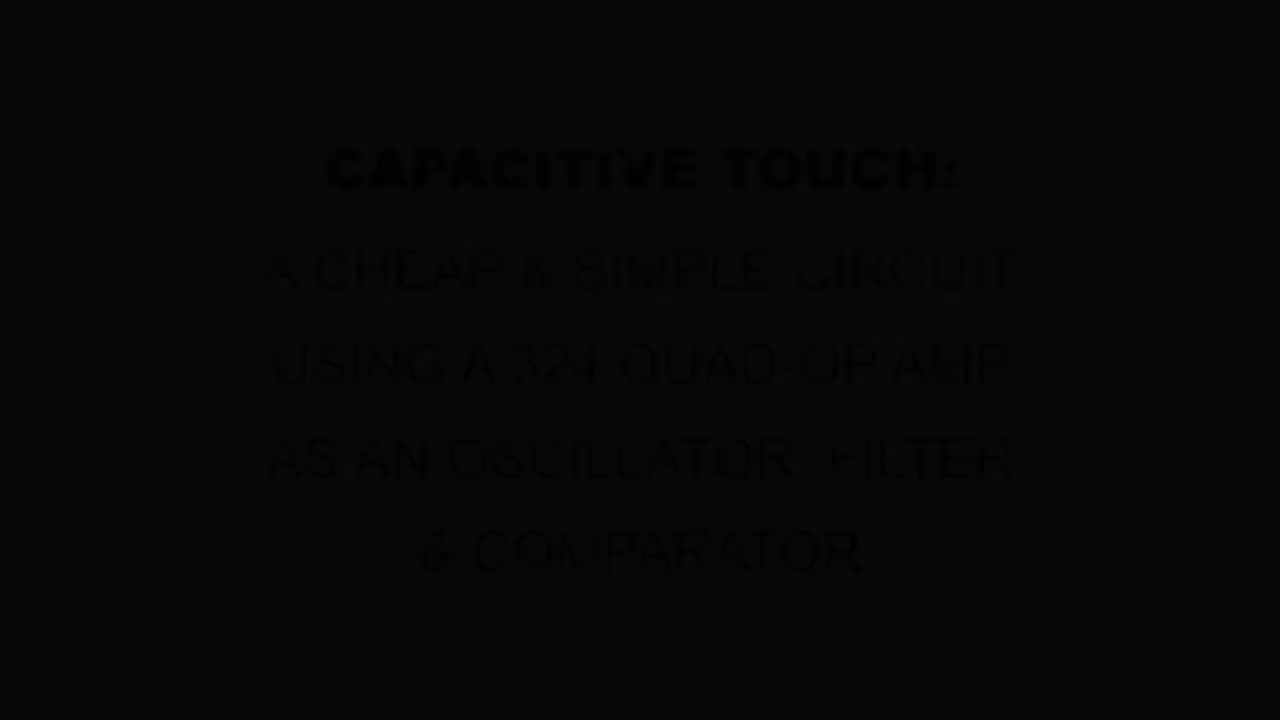 CAPACITIVE TOUCH:
A CHEAP & SIMPLE CIRCUIT
USING A 324 QUAD-OP AMP
AS AN OSCILLATOR, FILTER
& COMPARATOR